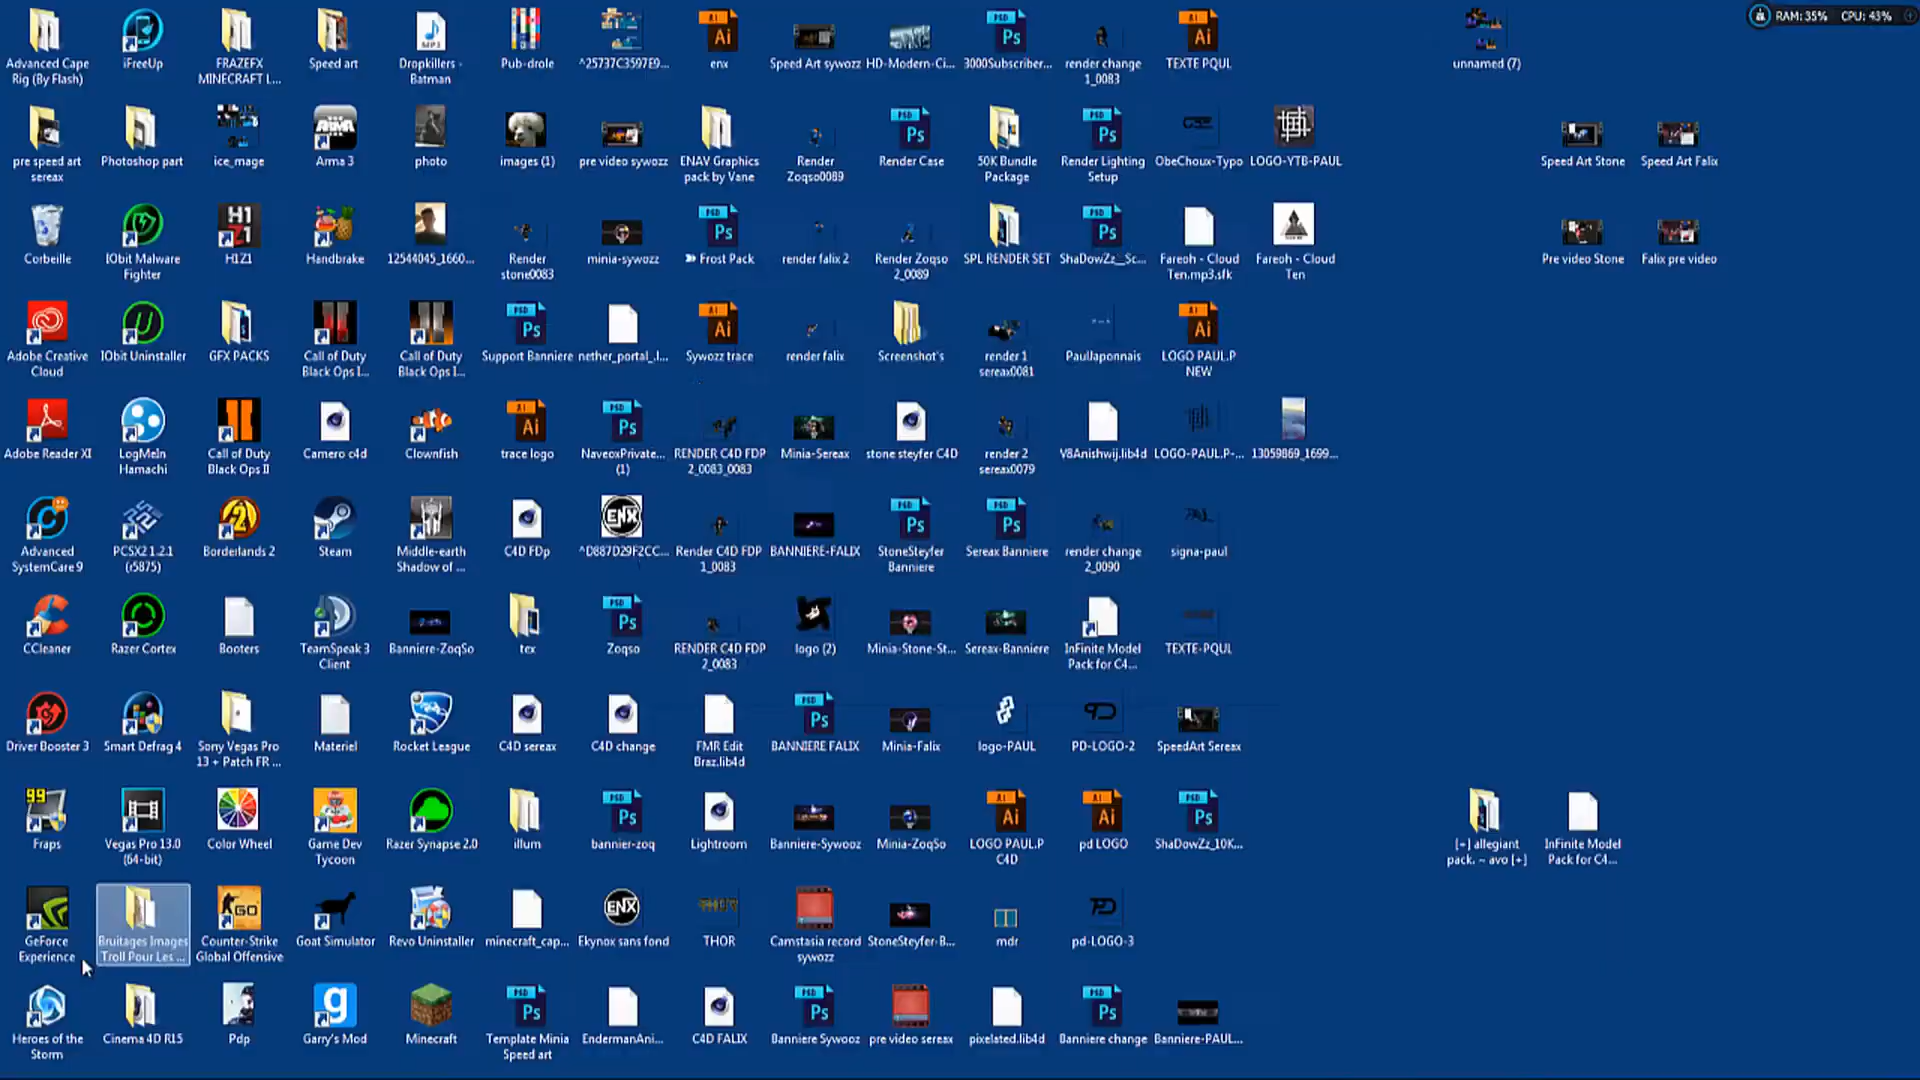 RAM: 35% CPU: 43%
Advanced Cape
Rig (By Flash)
iFreeUp
FRAZEFX
MINECRAFT L...
Speed art
Dropkillers -
Batman
Pub-drole
^25737C3597E9...
enx
Speed Art sywozz
HD-Modern-Ci...
3000Subscriber...
render change
1_0083
TEXTE PQUL
unnamed (7)
pre speed art
sereax
Photoshop part
ice_mage
Arma 3
photo
images (1)
pre video sywozz
ENAV Graphics
pack by Vane
Render
Zoqso0089
Render Case
50K Bundle
Package
Render Lighting
Setup
ObeChoux-Typo
LOGO-YTB-PAUL
Speed Art Stone
Speed Art Falix
Corbeille
IObit Malware
Fighter
H1Z1
Handbrake
12544045_1660...
Render
stone0083
minia-sywozz
» Frost Pack
render falix 2
Render Zoqso
2_0089
SPL RENDER SET
ShaDowZz__Sc...
Fareoh - Cloud
Ten.mp3.sfk
Fareoh - Cloud
Ten
Pre video Stone
Falix pre video
Adobe Creative
Cloud
IObit Uninstaller
GFX PACKS
Call of Duty
Black Ops I...
Call of Duty
Black Ops I...
Support Banniere
nether_portal_.l...
Sywozz trace
render falix
Screenshot's
render 1
sereax0081
PaulJaponnais
LOGO PAUL.P
NEW
Adobe Reader XI
LogMeIn
Hamachi
Call of Duty
Black Ops II
Camero c4d
Clownfish
trace logo
NaveoxPrivate...
(1)
RENDER C4D FDP
2_0083_0083
Minia-Sereax
stone steyfer C4D
render 2
sereax0079
V8Anishwij.lib4d
LOGO-PAUL.P-...
13059869_1699...
Advanced
SystemCare 9
PCSX2 1.2.1
(r5875)
Borderlands 2
Steam
Middle-earth
Shadow of ...
C4D FDp
^D887D29F2CC...
Render C4D FDP
1_0083
BANNIERE-FALIX
StoneSteyfer
Banniere
Sereax Banniere
render change
2_0090
signa-paul
CCleaner
Razer Cortex
Booters
TeamSpeak 3
Client
Banniere-ZoqSo
tex
Zoqso
RENDER C4D FDP
2_0083
logo (2)
Minia-Stone-St...
Sereax-Banniere
InFinite Model
Pack for C4...
TEXTE-PQUL
Driver Booster 3
Smart Defrag 4
Sony Vegas Pro
13 + Patch FR ...
Materiel
Rocket League
C4D sereax
C4D change
FMR Edit
Braz.lib4d
BANNIERE FALIX
Minia-Falix
logo-PAUL
PD-LOGO-2
SpeedArt Sereax
Fraps
Vegas Pro 13.0
(64-bit)
Color Wheel
Game Dev
Tycoon
Razer Synapse 2.0
illum
bannier-zoq
Lightroom
Banniere-Sywooz
Minia-ZoqSo
LOGO PAUL.P
C4D
pd LOGO
ShaDowZz_10K...
[+] allegiant
pack. ~ avo [+]
InFinite Model
Pack for C4...
GeForce
Experience
Bruitages Images
Troll Pour Les ...
Counter-Strike
Global Offensive
Goat Simulator
Revo Uninstaller
minecraft_cap...
Ekynox sans fond
THOR
Camstasia record
sywozz
StoneSteyfer-B...
mdr
pd-LOGO-3
Heroes of the
Storm
Cinema 4D R15
Pdp
Garry's Mod
Minecraft
Template Minia
Speed art
EndermanAni...
C4D FALIX
Banniere Sywooz
pre video sereax
pixelated.lib4d
Banniere change
Banniere-PAUL...